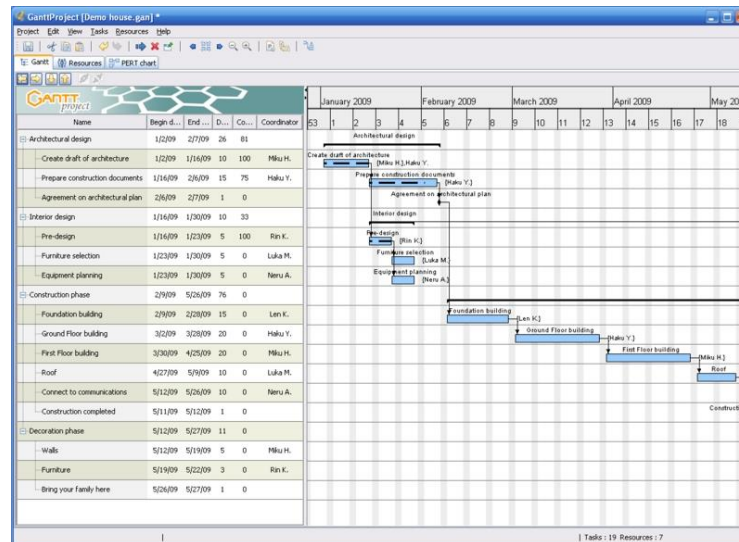 GanttProject [Demo house.gan] *
Project Edit View Tasks Resources Help
Gantt Resources PERT chart
GANTT project
January 2009 February 2009 March 2009 April 2009 May 20
53 1 2 3 4 5 6 7 8 9 10 11 12 13 14 15 16 17 18
Name Begin d... End ... D... Co... Coordinator
Architectural design 1/2/09 2/7/09 26 81
Create draft of architecture 1/2/09 1/16/09 10 100 Miku H.
Prepare construction documents 1/16/09 2/6/09 15 75 Haku Y.
Agreement on architectural plan 2/6/09 2/7/09 1 0
Interior design 1/16/09 1/30/09 10 33
Pre-design 1/16/09 1/23/09 5 100 Rin K.
Furniture selection 1/23/09 1/30/09 5 0 Luka M.
Equipment planning 1/23/09 1/30/09 5 0 Neru A.
Construction phase 2/9/09 5/26/09 76 0
Foundation building 2/9/09 2/28/09 15 0 Len K.
Ground Floor building 3/2/09 3/28/09 20 0 Haku Y.
First Floor building 3/30/09 4/25/09 20 0 Miku H.
Roof 4/27/09 5/9/09 10 0 Luka M.
Connect to communications 5/12/09 5/26/09 10 0 Neru A.
Construction completed 5/11/09 5/12/09 1 0
Decoration phase 5/12/09 5/27/09 11 0
Walls 5/12/09 5/19/09 5 0 Miku H.
Furniture 5/19/09 5/22/09 3 0 Rin K.
Bring your family here 5/26/09 5/27/09 1 0
Architectural design
Create draft of architecture
[Miku H.],Haku Y.
Prepare construction documents
[Haku Y.]
Agreement on architectural plan
Interior design
Pre-design
[Rin K.]
Furniture selection
[Luka M.]
Equipment planning
[Neru A.]
Foundation building
[Len K.]
Ground Floor building
[Haku Y.]
First Floor building
[Miku H.]
Roof
Construct
Tasks : 19 Resources : 7